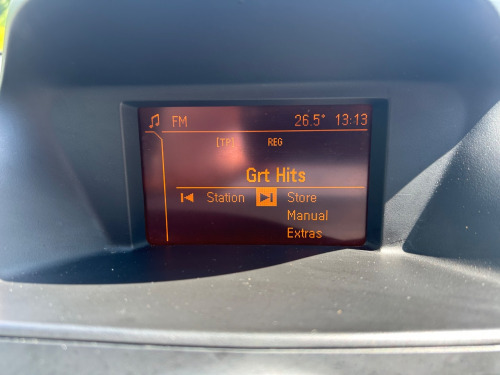 FM 26.5° 13:13
[TP] REG
Grt Hits
Station Store
Manual
Extras